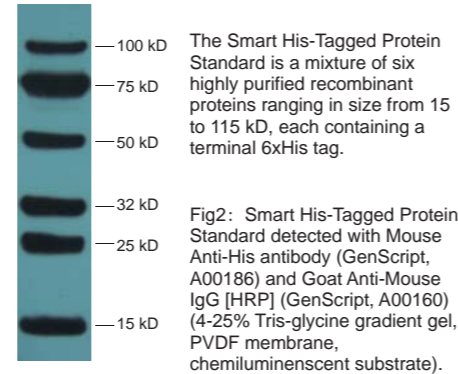 100 kD
75 kD
50 kD
32 kD
25 kD
15 kD
The Smart His-Tagged Protein
Standard is a mixture of six
highly purified recombinant
proteins ranging in size from 15
to 115 kD, each containing a
terminal 6xHis tag.
Fig2: Smart His-Tagged Protein
Standard detected with Mouse
Anti-His antibody (GenScript,
A00186) and Goat Anti-Mouse
IgG [HRP] (GenScript, A00160)
(4-25% Tris-glycine gradient gel,
PVDF membrane,
chemiluminenscent substrate).